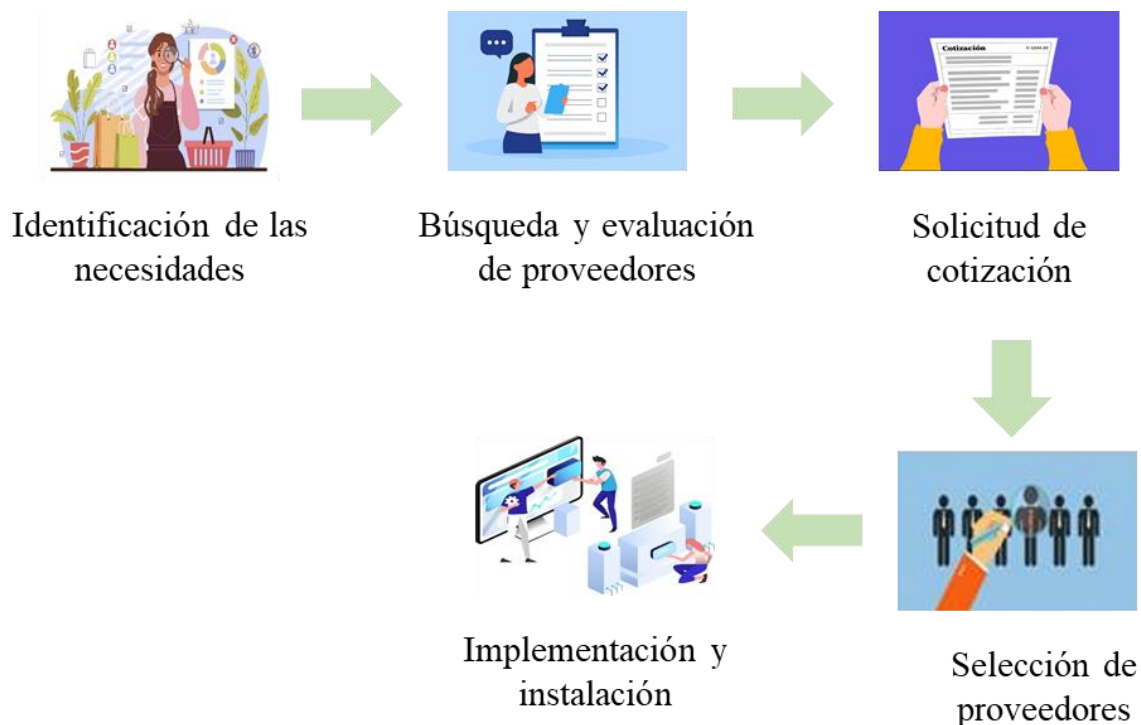 Cotización
Identificación de las
necesidades
Búsqueda y evaluación
de proveedores
Solicitud de
cotización
Implementación y
instalación
Selección de
proveedores